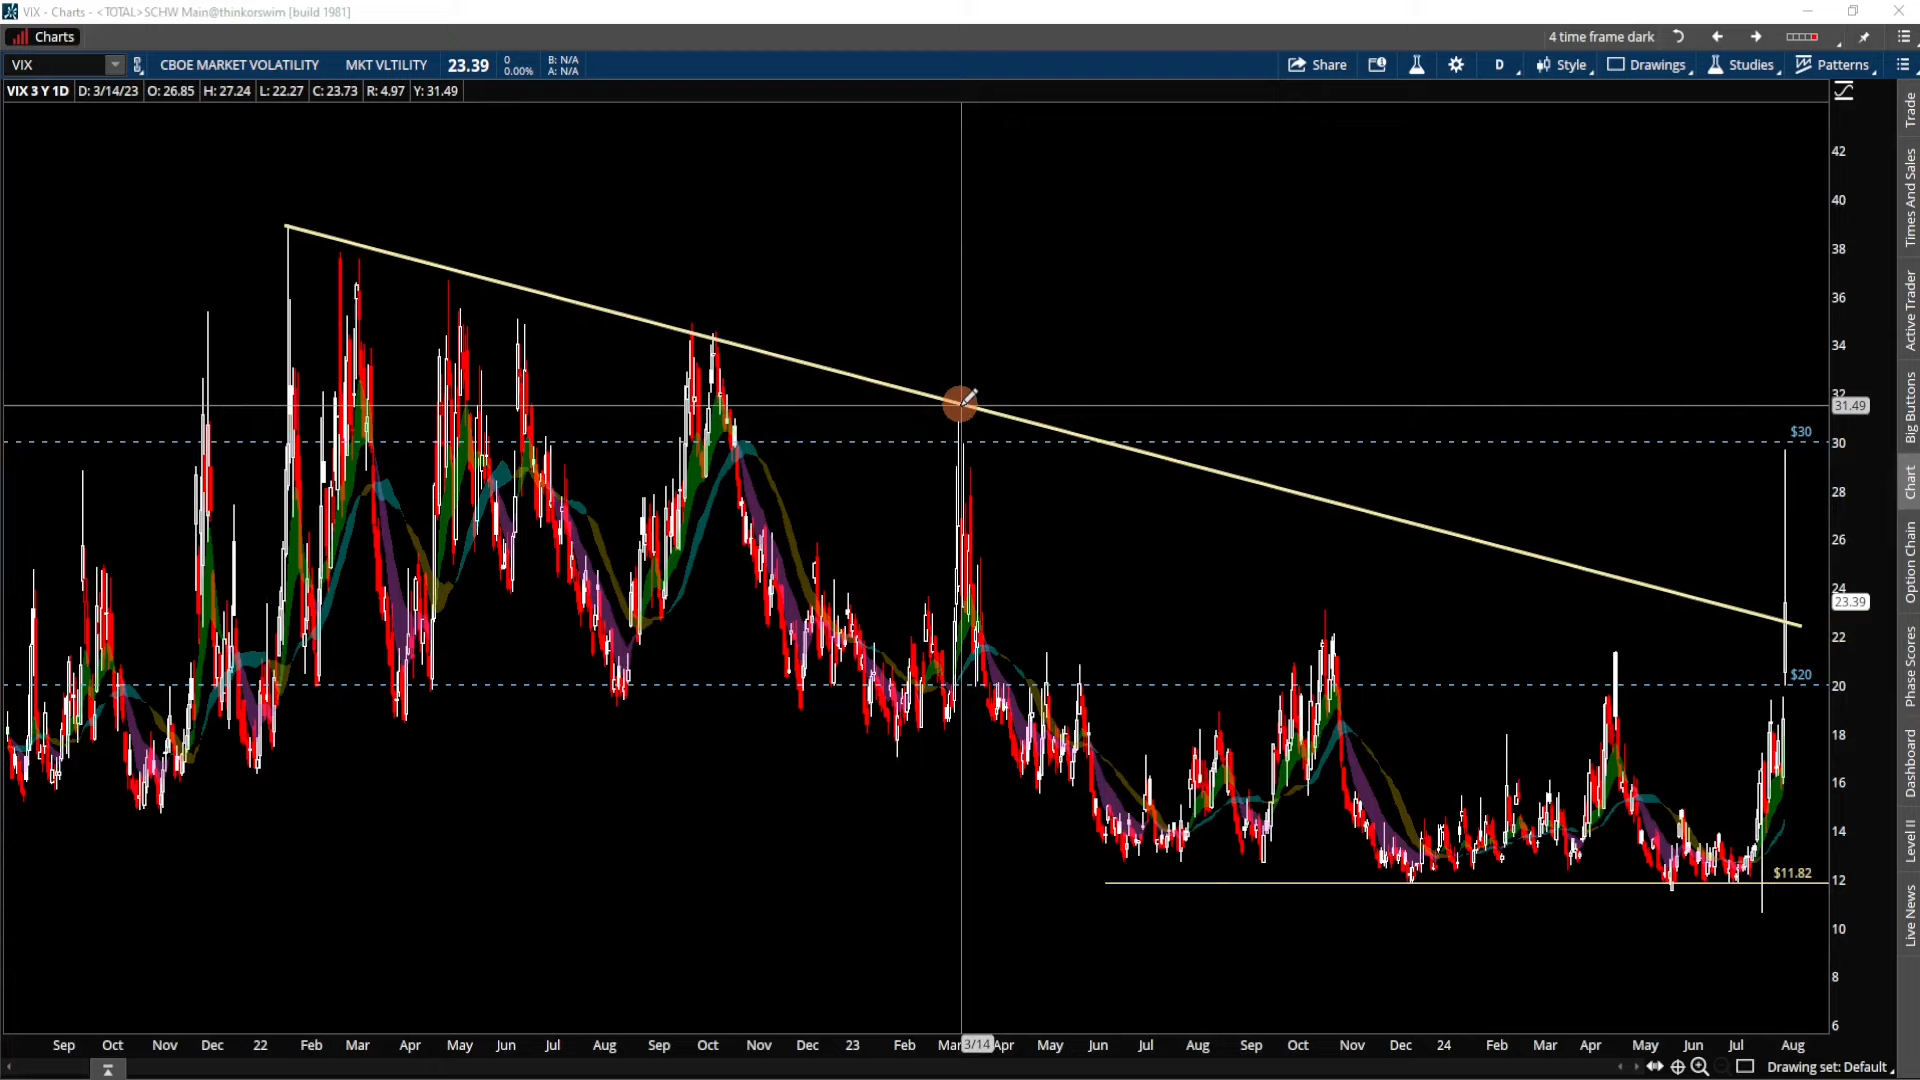 VIX - Charts - <TOTAL>SCHW Main@thinkorswim [build 1981]
Charts
4 time frame dark
VIX
CBOE MARKET VOLATILITY
MKT VLTILITY
23.39
0
0.00%
B: N/A
A: N/A
Share
D
Style
Drawings
Studies
Patterns
VIX 3 Y 1D
D: 3/14/23
O: 26.85
H: 27.24
L: 22.27
C: 23.73
R: 4.97
Y: 31.49
42
40
38
36
34
32
31.49
$30
30
28
26
24
23.39
22
$20
20
18
16
14
$11.82
12
10
8
6
Sep
Oct
Nov
Dec
22
Feb
Mar
Apr
May
Jun
Jul
Aug
Sep
Oct
Nov
Dec
23
Feb
Mar
3/14
Apr
May
Jun
Jul
Aug
Sep
Oct
Nov
Dec
24
Feb
Mar
Apr
May
Jun
Jul
Aug
Drawing set: Default
Trade
Times And Sales
Active Trader
Big Buttons
Chart
Option Chain
Phase Scores
Dashboard
Level II
Live News